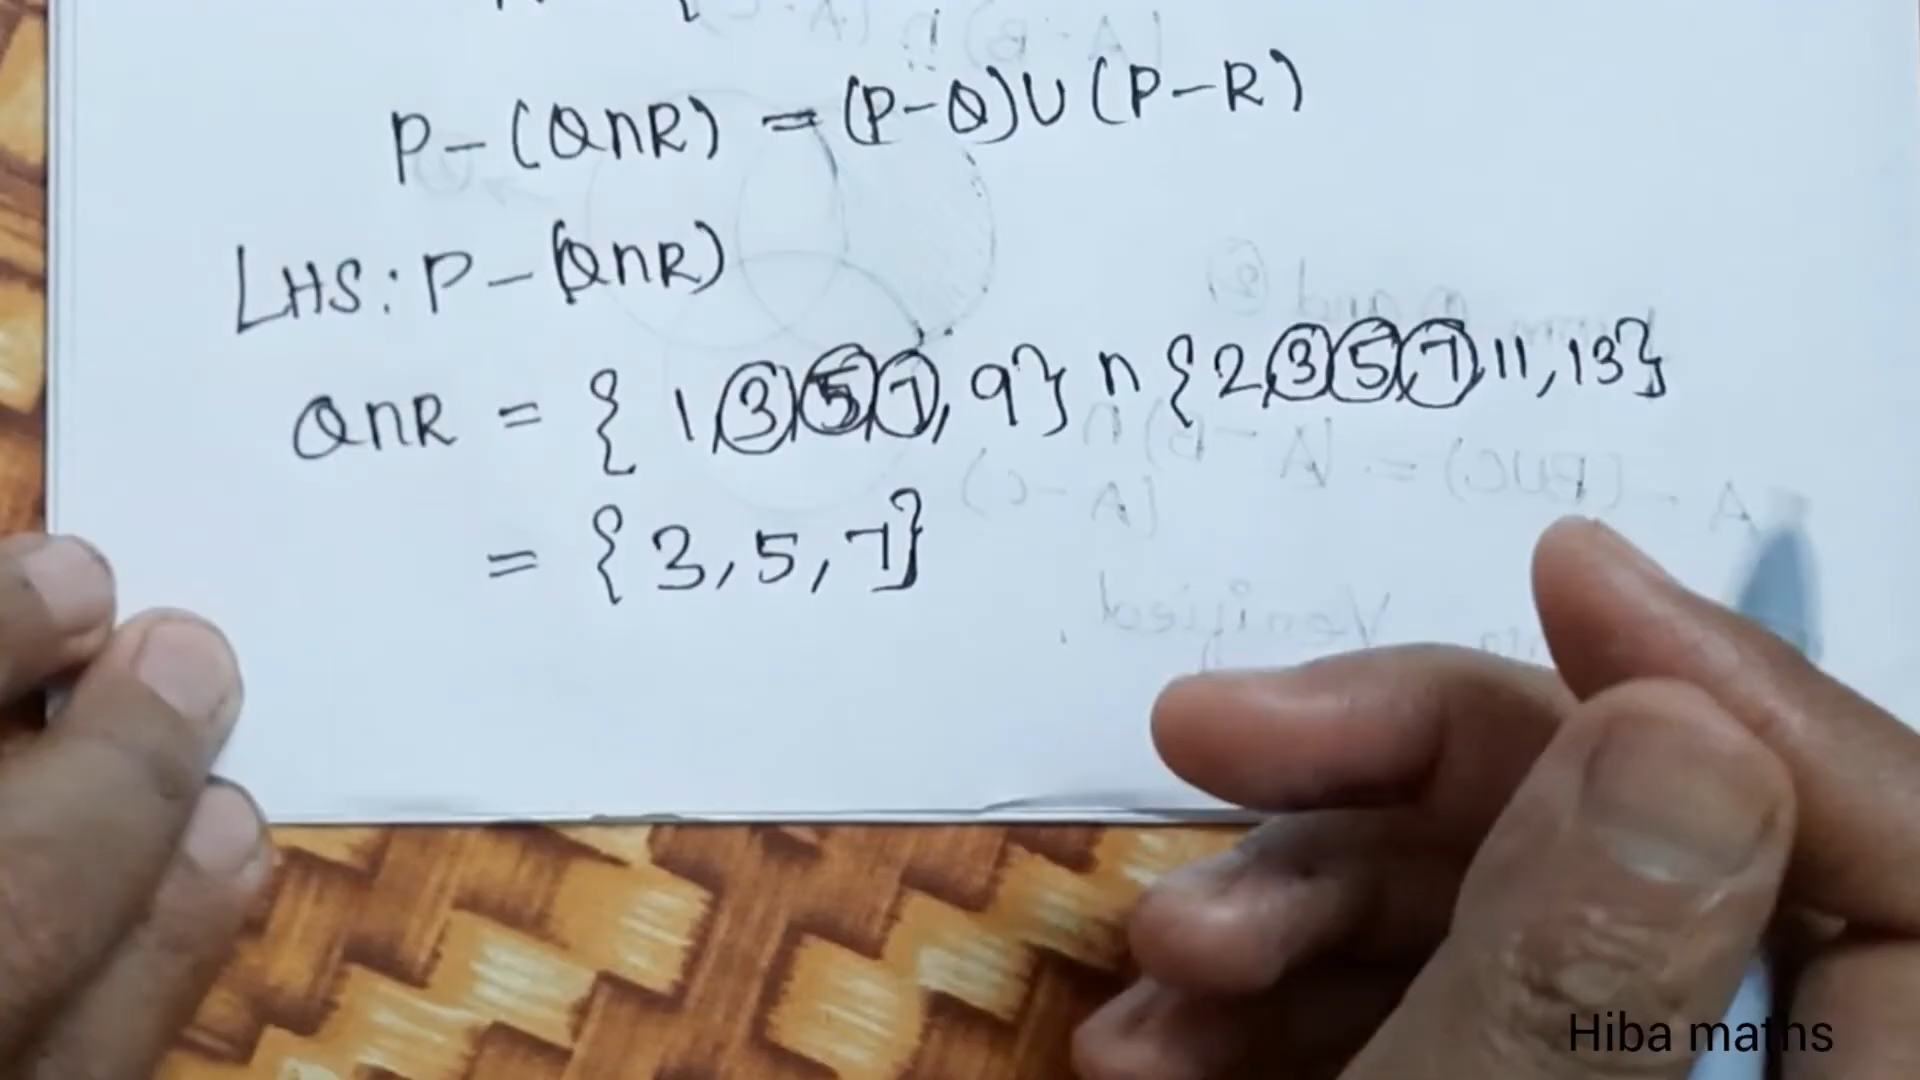 P-(Q∩R) = (P-Q)∪(P-R)
LHS: P-(Q∩R)
Q∩R = { 1,3,5,7,9} ∩ {2,3,5,7,11,13}
= {3,5,7}
Hiba maths